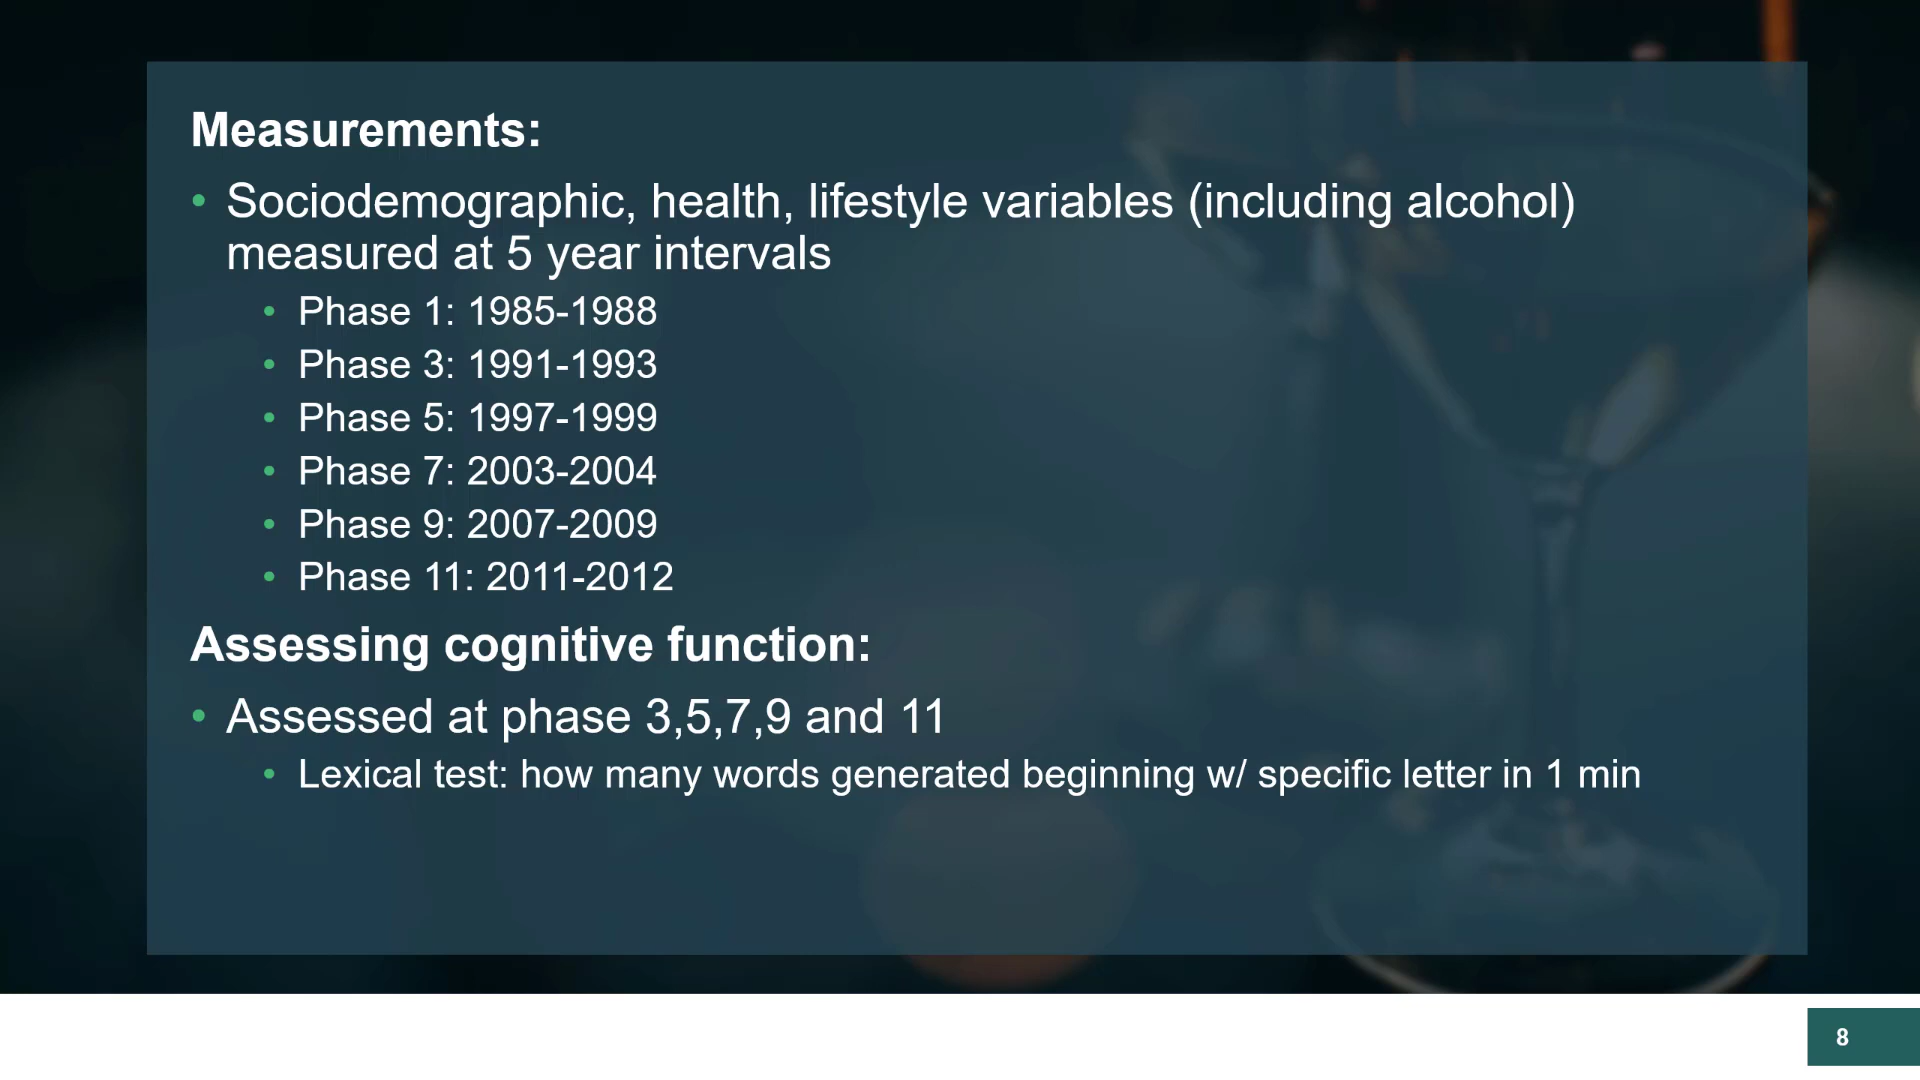 Measurements:
• Sociodemographic, health, lifestyle variables (including alcohol)
measured at 5 year intervals
• Phase 1: 1985-1988
• Phase 3: 1991-1993
• Phase 5: 1997-1999
• Phase 7: 2003-2004
• Phase 9: 2007-2009
• Phase 11: 2011-2012
Assessing cognitive function:
• Assessed at phase 3,5,7,9 and 11
• Lexical test: how many words generated beginning w/ specific letter in 1 min
8